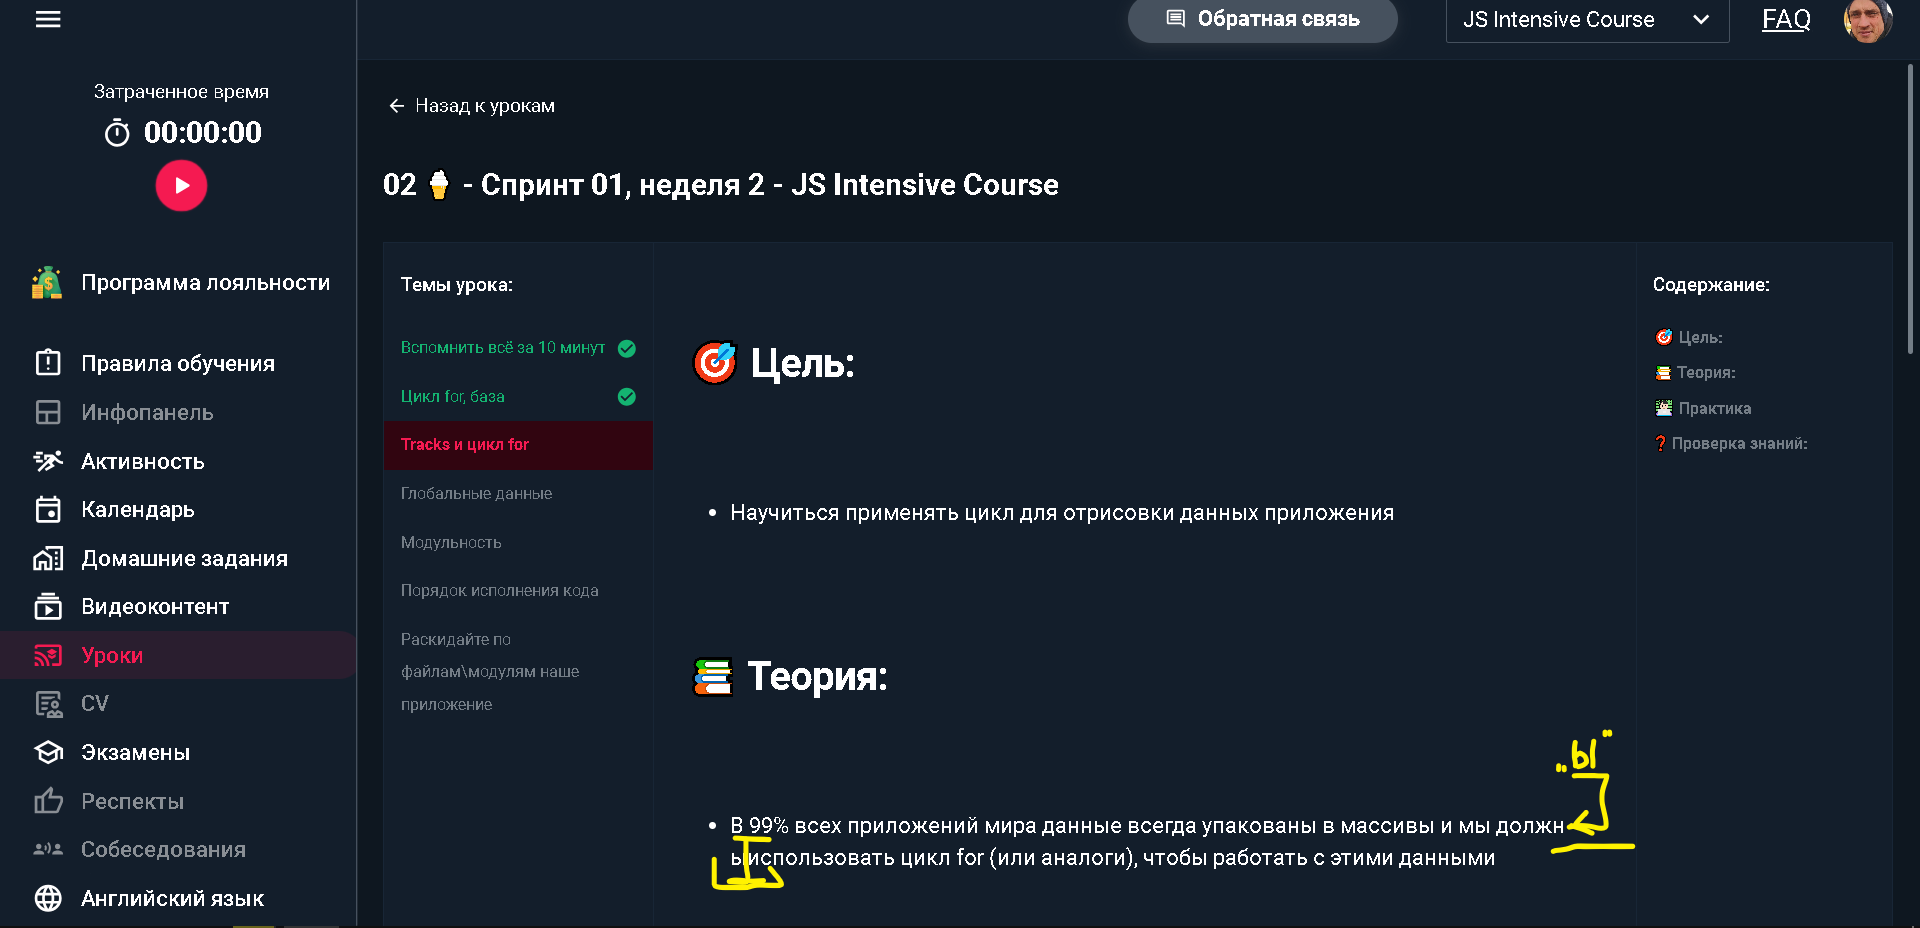 Обратная связь
JS Intensive Course
FAQ
Затраченное время
00:00:00
Программа лояльности
Правила обучения
Инфопанель
Активность
Календарь
Домашние задания
Видеоконтент
Уроки
CV
Экзамены
Респекты
Собеседования
Английский язык
Назад к урокам
02 🍦 - Спринт 01, неделя 2 - JS Intensive Course
Темы урока:
Вспомнить всё за 10 минут
Цикл for, база
Tracks и цикл for
Глобальные данные
Модульность
Порядок исполнения кода
Раскидайте по
файлам\модулям наше
приложение
🎯 Цель:
• Научиться применять цикл для отрисовки данных приложения
📚 Теория:
„Ы"
• В 99% всех приложений мира данные всегда упакованы в массивы и мы должн
ыиспользовать цикл for (или аналоги), чтобы работать с этими данными
Содержание:
🎯 Цель:
📚 Теория:
Практика
❓ Проверка знаний: